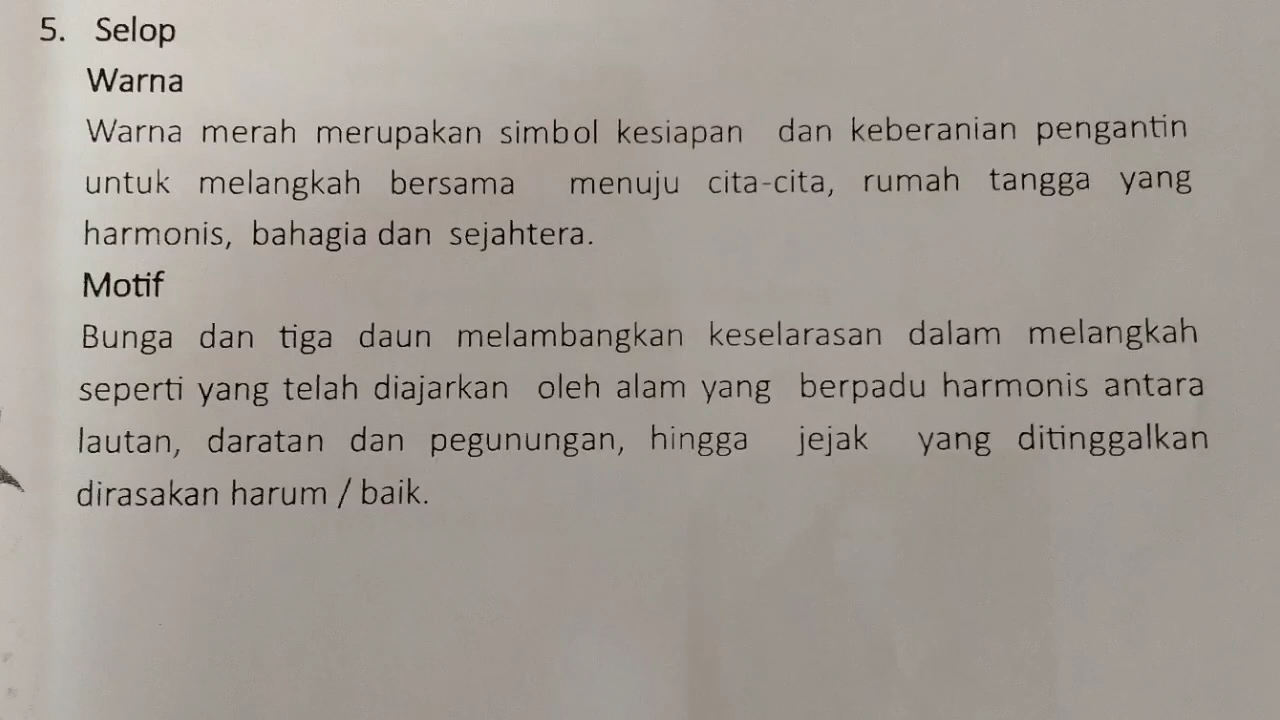 5. Selop
Warna
Warna merah merupakan simbol kesiapan dan keberanian pengantin
untuk melangkah bersama menuju cita-cita, rumah tangga yang
harmonis, bahagia dan sejahtera.
Motif
Bunga dan tiga daun melambangkan keselarasan dalam melangkah
seperti yang telah diajarkan oleh alam yang berpadu harmonis antara
lautan, daratan dan pegunungan, hingga jejak yang ditinggalkan
dirasakan harum / baik.